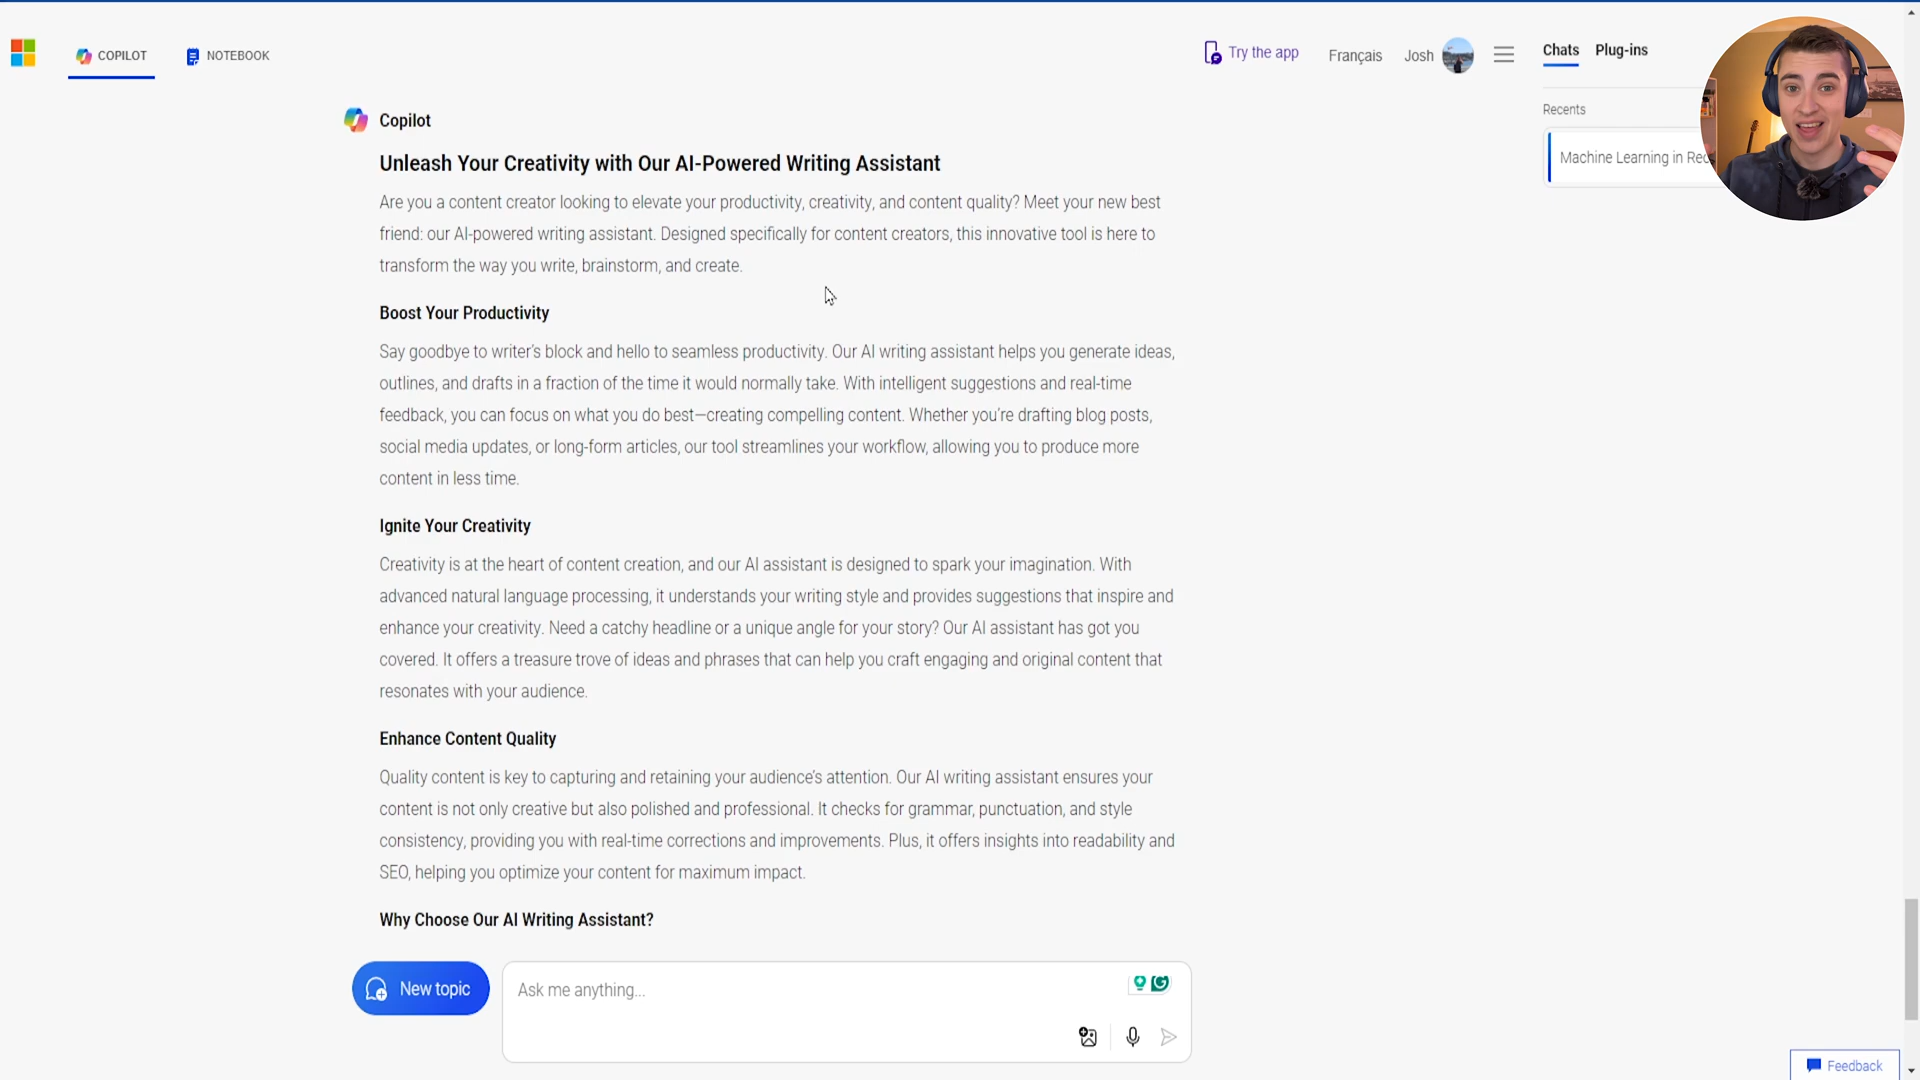 COPILOT
NOTEBOOK
Try the app
Français
Josh
Chats
Plug-ins
Recents
Machine Learning in
Copilot
Unleash Your Creativity with Our AI-Powered Writing Assistant
Are you a content creator looking to elevate your productivity, creativity, and content quality? Meet your new best
friend: our AI-powered writing assistant. Designed specifically for content creators, this innovative tool is here to
transform the way you write, brainstorm, and create.
Boost Your Productivity
Say goodbye to writer’s block and hello to seamless productivity. Our AI writing assistant helps you generate ideas,
outlines, and drafts in a fraction of the time it would normally take. With intelligent suggestions and real-time
feedback, you can focus on what you do best—creating compelling content. Whether you’re drafting blog posts,
social media updates, or long-form articles, our tool streamlines your workflow, allowing you to produce more
content in less time.
Ignite Your Creativity
Creativity is at the heart of content creation, and our AI assistant is designed to spark your imagination. With
advanced natural language processing, it understands your writing style and provides suggestions that inspire and
enhance your creativity. Need a catchy headline or a unique angle for your story? Our AI assistant has got you
covered. It offers a treasure trove of ideas and phrases that can help you craft engaging and original content that
resonates with your audience.
Enhance Content Quality
Quality content is key to capturing and retaining your audience’s attention. Our AI writing assistant ensures your
content is not only creative but also polished and professional. It checks for grammar, punctuation, and style
consistency, providing you with real-time corrections and improvements. Plus, it offers insights into readability and
SEO, helping you optimize your content for maximum impact.
Why Choose Our AI Writing Assistant?
New topic
Ask me anything...
Feedback